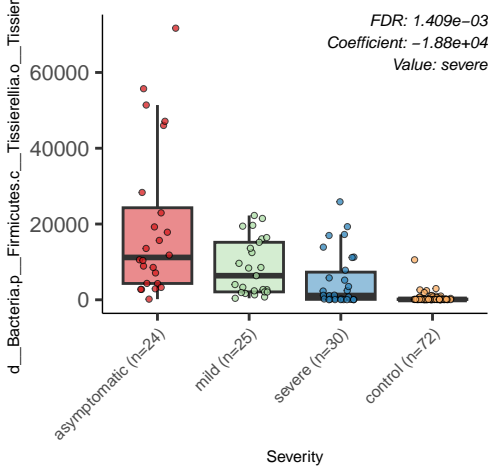 FDR: 1.409e−03
Coefficient: −1.88e+04
Value: severe
d__Bacteria.p__Firmicutes.c__Tissierellia.o__Tissier
60000
40000
20000
0
asymptomatic (n=24)
mild (n=25)
severe (n=30)
control (n=72)
Severity